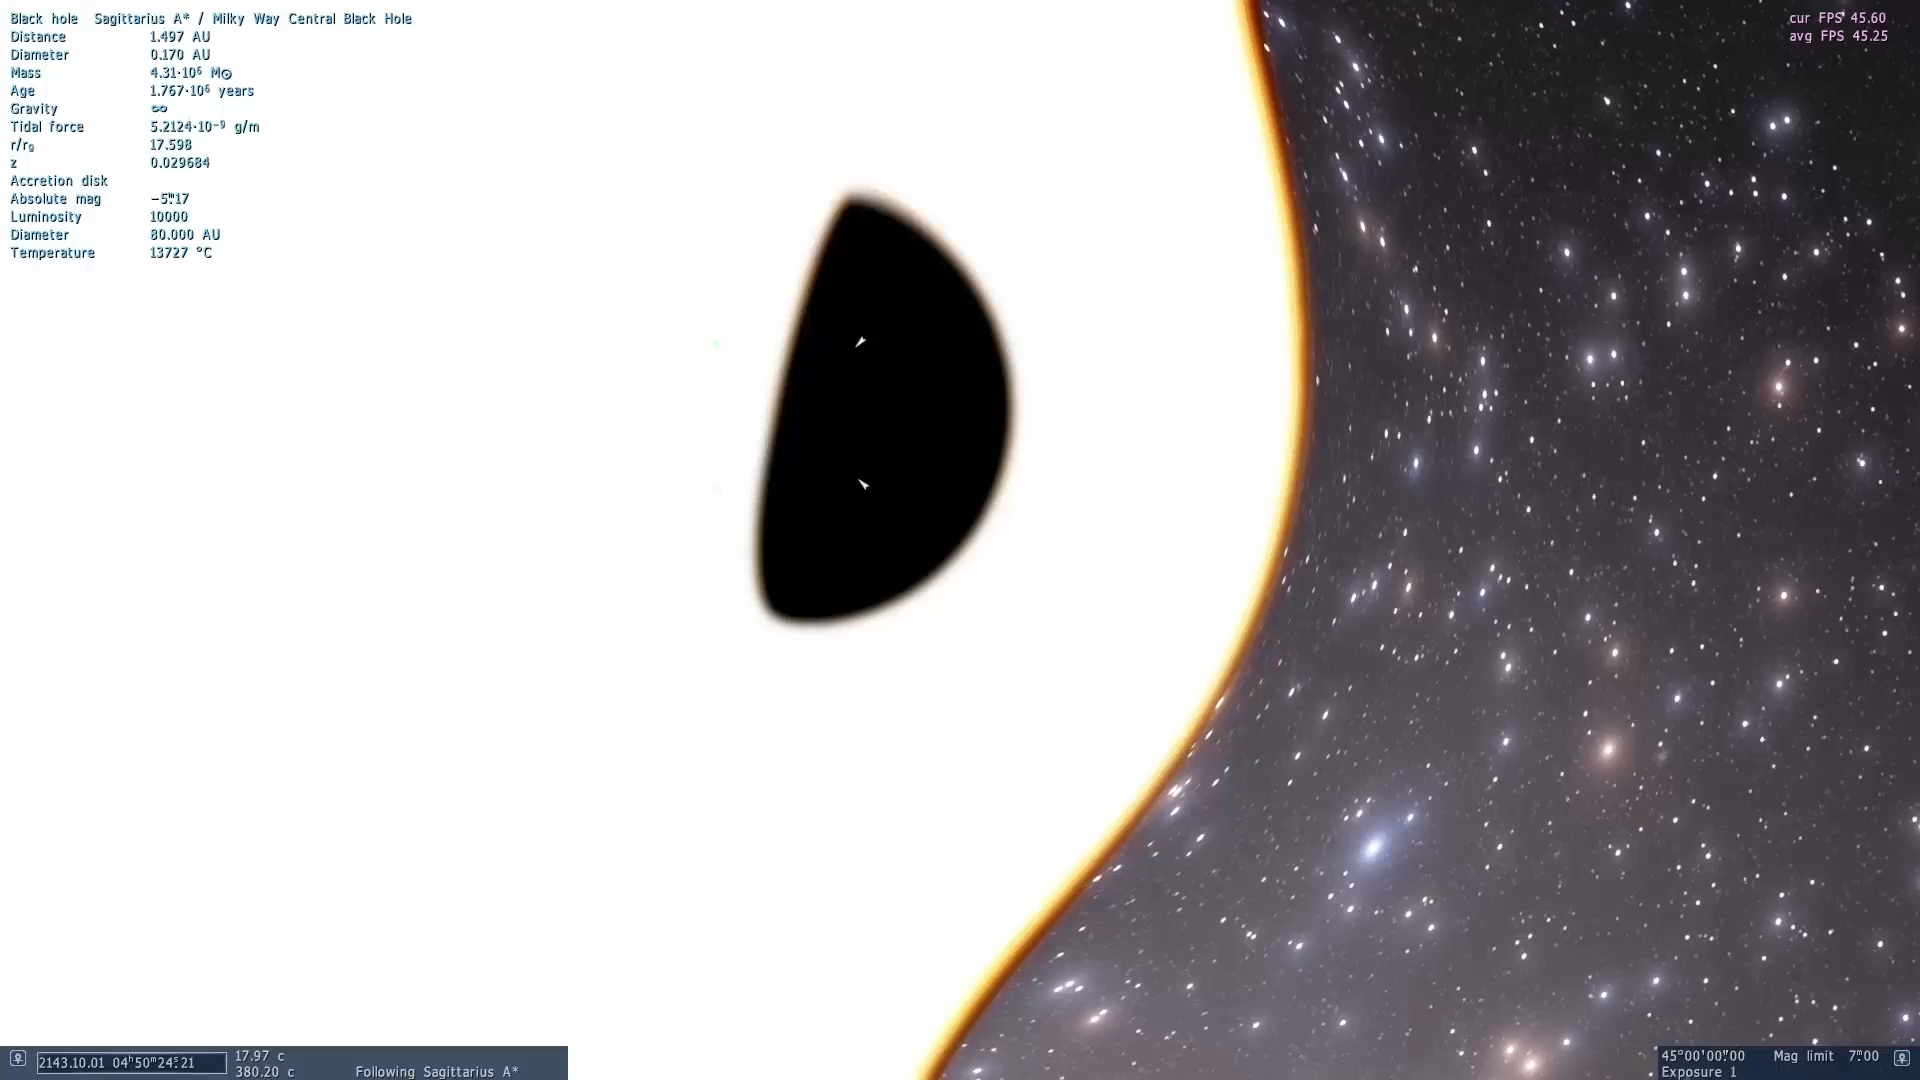 Black hole Sagittarius A* / Milky Way Central Black Hole
Distance 1.497 AU
Diameter 0.170 AU
Mass 4.31·10⁶ M☉
Age 1.767·10⁶ years
Gravity ∞
Tidal force 5.2124·10⁻⁹ g/m
r/rg 17.598
z 0.029684
Accretion disk
Absolute mag −5ᵐ.17
Luminosity 10000
Diameter 80.000 AU
Temperature 13727 °C
cur FPS 45.60
avg FPS 45.25
2143.10.01 04ʰ50ᵐ24ˢ.21
17.97 c
380.20 c
Following Sagittarius A*
45°00'00".00 Mag limit 7ᵐ.00
Exposure 1